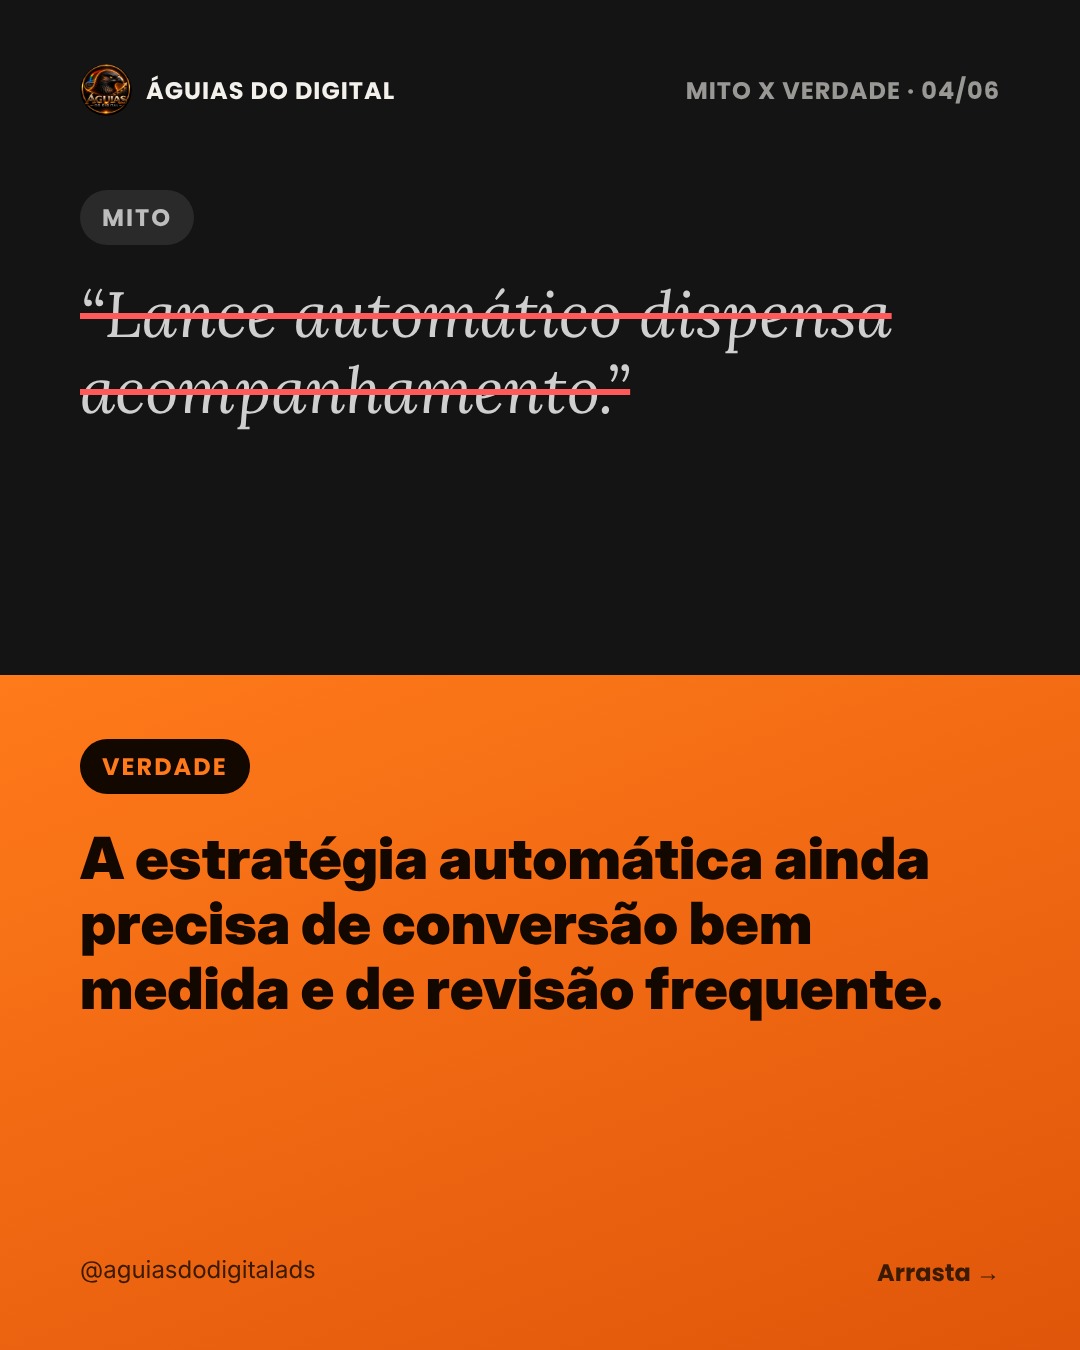 ÁGUIAS
ÁGUIAS DO DIGITAL
MITO X VERDADE · 04/06
MITO
“Lance automático dispensa
acompanhamento.”
VERDADE
A estratégia automática ainda
precisa de conversão bem
medida e de revisão frequente.
@aguiasdodigitalads
Arrasta →